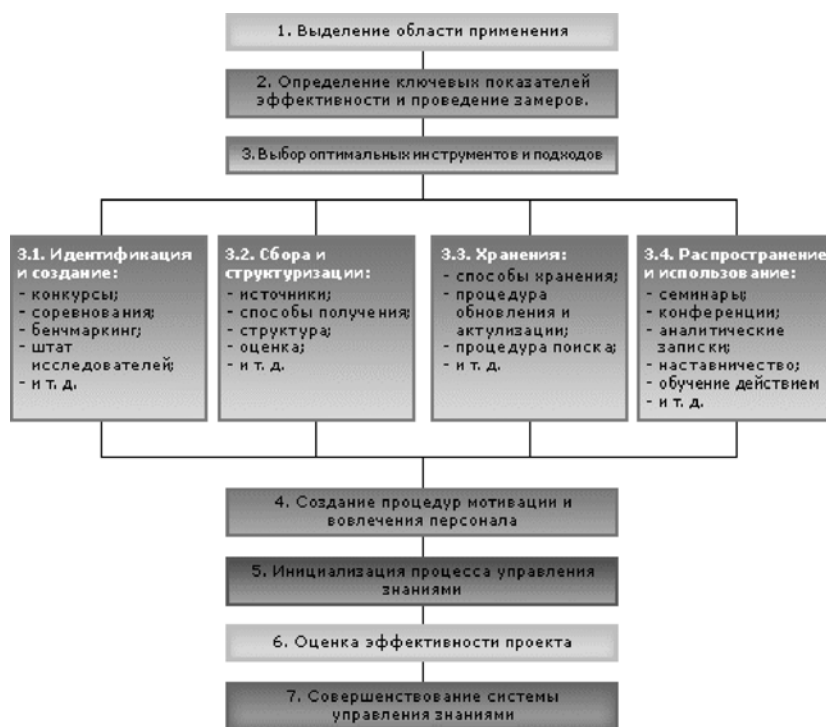 1. Выделение области применения
2. Определение ключевых показателей
эффективности и проведение замеров.
3. Выбор оптимальных инструментов и подходов
3.1. Идентификация
и создание:
- конкурсы;
- соревнования;
- бенчмаркинг;
- штат
исследователей;
- и т. д.
3.2. Сбора и
структуризации:
- источники;
- способы получения;
- структура;
- оценка;
- и т. д.
3.3. Хранения:
- способы хранения;
- процедура
обновления и
актулизации;
- процедура поиска;
- и т. д.
3.4. Распространение
и использование:
- семинары;
- конференции;
- аналитические
записки;
- наставничество;
- обучение действием
- и т. д.
4. Создание процедур мотивации и
вовлечения персонала
5. Инициализация процесса управления
знаниями
6. Оценка эффективности проекта
7. Совершенствование системы
управления знаниями